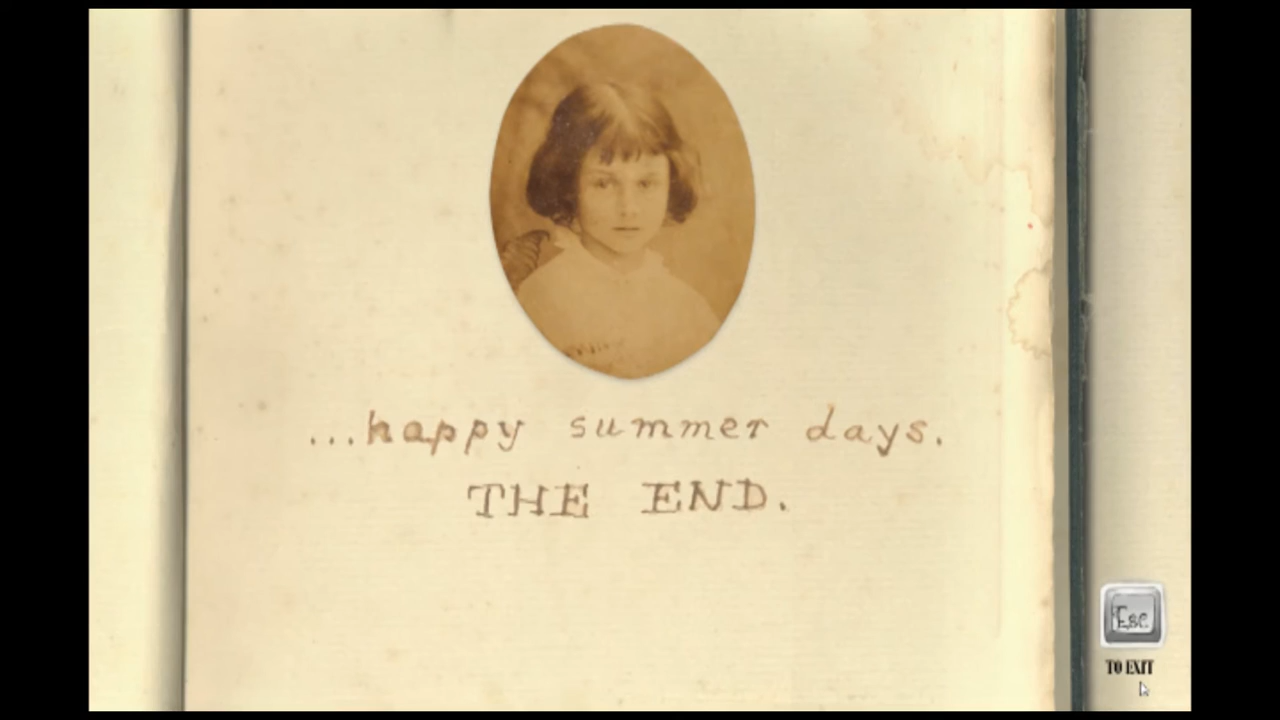 ...happy summer days.
THE END.
Esc
TO EXIT